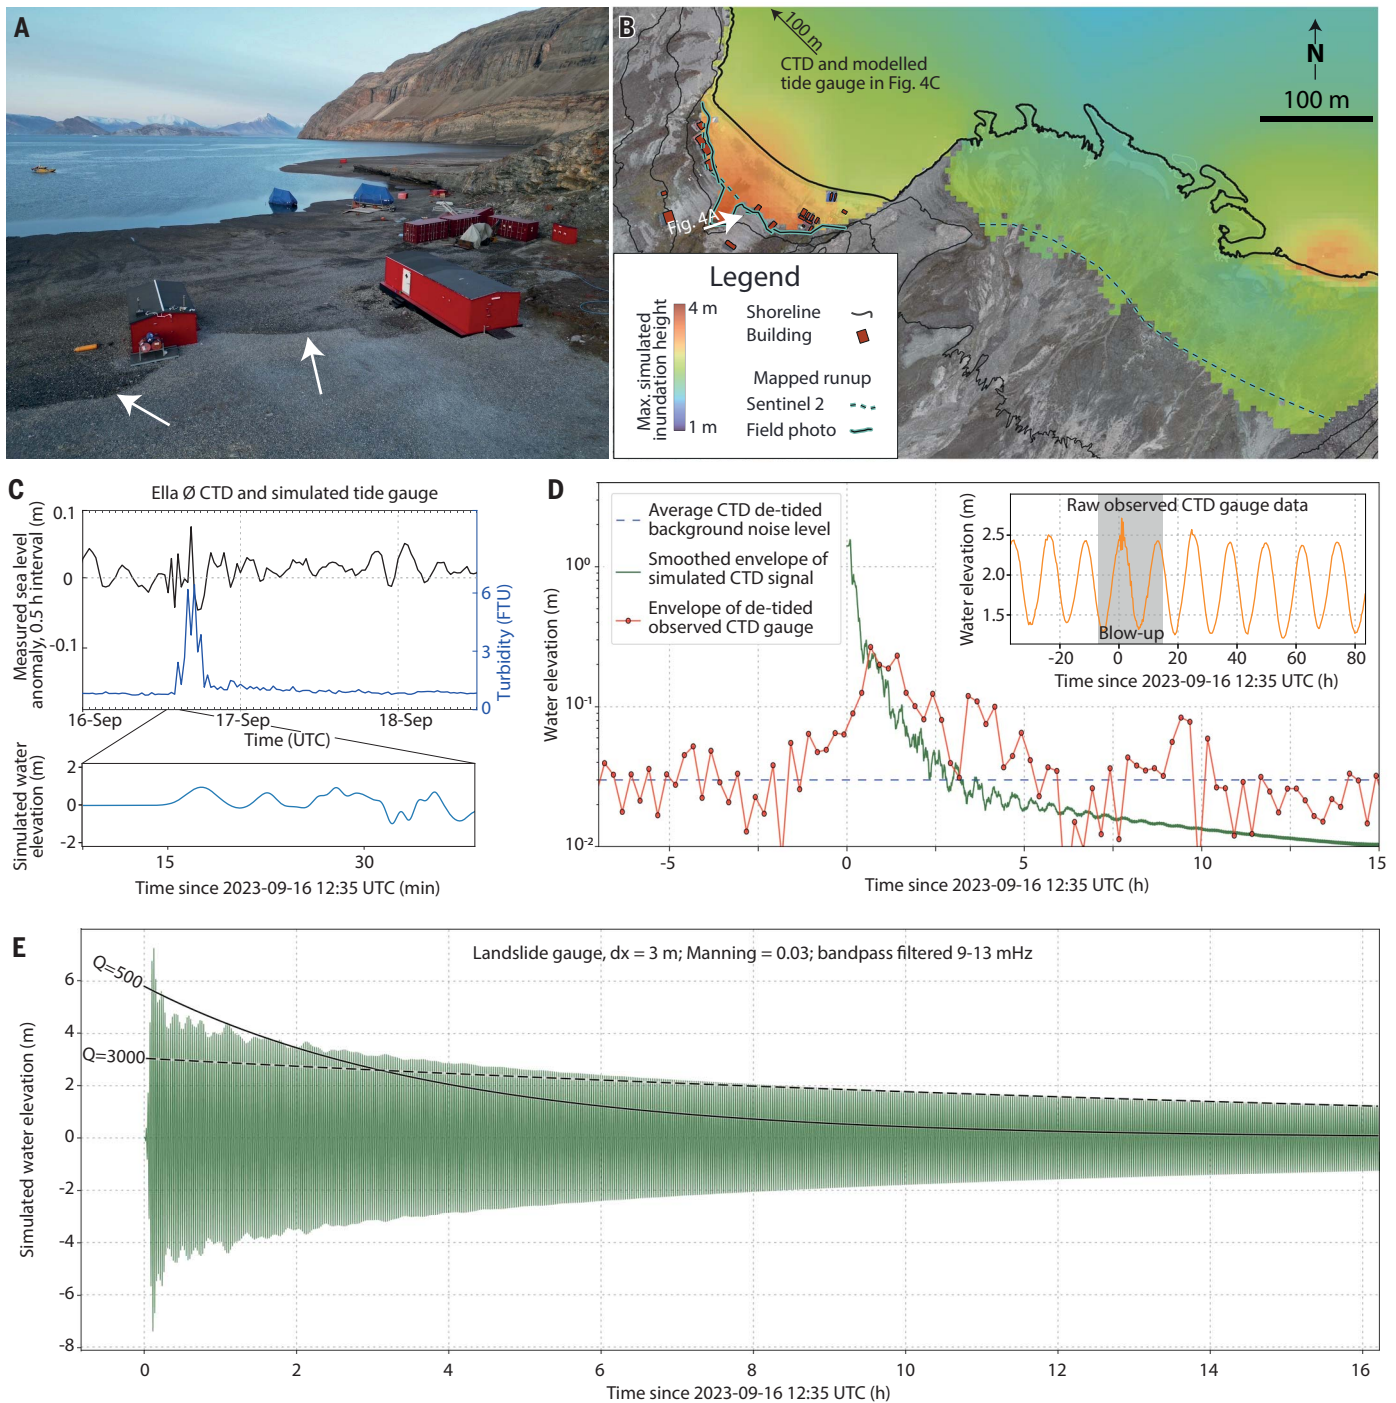 A
B
100 m
CTD and modelled
tide gauge in Fig. 4C
N
100 m
Fig. 4A
Legend
Max. simulated
inundation height
4 m
1 m
Shoreline
Building
Mapped runup
Sentinel 2
Field photo
C
Ella Ø CTD and simulated tide gauge
Measured sea level
anomaly, 0.5 h interval (m)
0.1
0
-0.1
6
3
0
Turbidity (FTU)
16-Sep
17-Sep
18-Sep
Time (UTC)
Simulated water
elevation (m)
2
0
-2
15
30
Time since 2023-09-16 12:35 UTC (min)
D
Average CTD de-tided
background noise level
Smoothed envelope of
simulated CTD signal
Envelope of de-tided
observed CTD gauge
Water elevation (m)
10⁰
10⁻¹
10⁻²
-5
0
5
10
15
Time since 2023-09-16 12:35 UTC (h)
Raw observed CTD gauge data
Water elevation (m)
2.5
2.0
1.5
Blow-up
-20
0
20
40
60
80
Time since 2023-09-16 12:35 UTC (h)
E
Landslide gauge, dx = 3 m; Manning = 0.03; bandpass filtered 9-13 mHz
Q=500
Q=3000
Simulated water elevation (m)
6
4
2
0
-2
-4
-6
-8
0
2
4
6
8
10
12
14
16
Time since 2023-09-16 12:35 UTC (h)